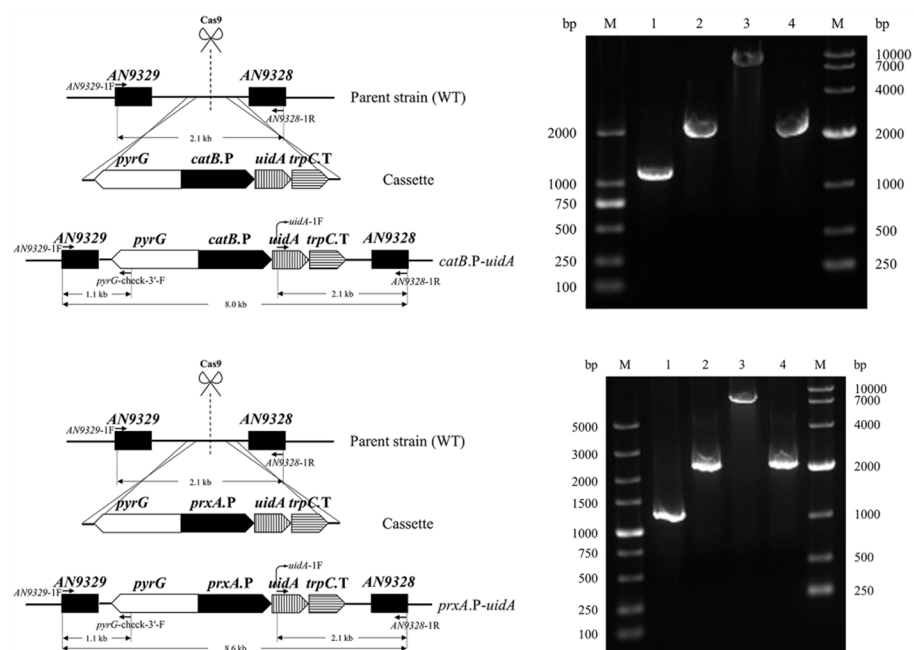 Cas9
AN9329 AN9328
AN9329-1F
Parent strain (WT)
AN9328-1R
2.1 kb
pyrG catB.P uidA trpC.T
Cassette
uidA-1F
AN9329 pyrG catB.P uidA trpC.T AN9328
AN9329-1F
catB.P-uidA
pyrG-check-3'-F
AN9328-1R
1.1 kb 2.1 kb
8.0 kb
bp M 1 2 3 4 M bp
2000
1000
750
500
250
100
10000
7000
4000
2000
1000
500
250
Cas9
AN9329 AN9328
AN9329-1F
Parent strain (WT)
AN9328-1R
2.1 kb
pyrG prxA.P uidA trpC.T
Cassette
uidA-1F
AN9329 pyrG prxA.P uidA trpC.T AN9328
AN9329-1F
prxA.P-uidA
pyrG-check-3'-F
AN9328-1R
1.1 kb 2.1 kb
8.6 kb
bp M 1 2 3 4 M bp
5000
3000
2000
1500
1000
750
500
250
100
10000
7000
4000
2000
1000
500
250